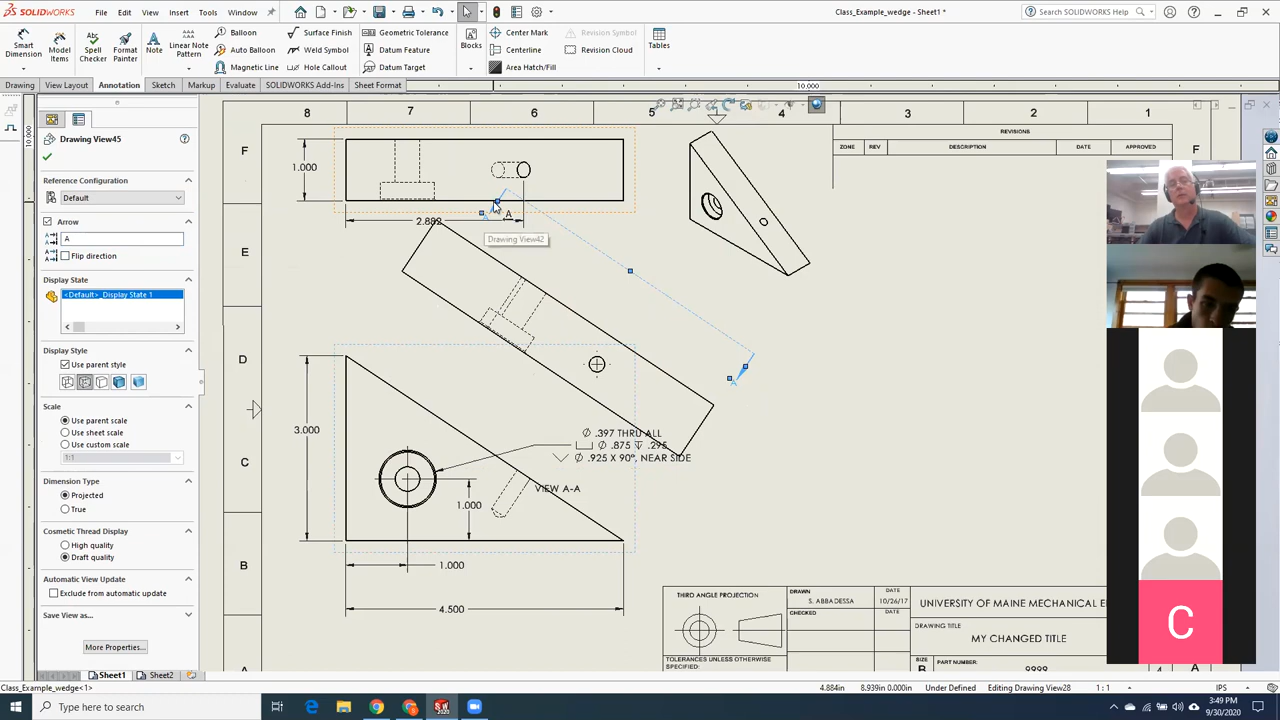 SOLIDWORKS
File Edit View Insert Tools Window
Class_Example_wedge - Sheet1 *
Search SOLIDWORKS Help
Smart Dimension
Model Items
Spell Checker
Format Painter
Note
Linear Note Pattern
Balloon
Auto Balloon
Magnetic Line
Surface Finish
Weld Symbol
Hole Callout
Geometric Tolerance
Datum Feature
Datum Target
Blocks
Center Mark
Centerline
Area Hatch/Fill
Revision Symbol
Revision Cloud
Tables
Drawing View Layout Annotation Sketch Markup Evaluate SOLIDWORKS Add-Ins Sheet Format
10.000
Drawing View45
Reference Configuration
Default
Arrow
A
Flip direction
Display State
<Default>_Display State 1
Display Style
Use parent style
Scale
Use parent scale
Use sheet scale
Use custom scale
1:1
Dimension Type
Projected
True
Cosmetic Thread Display
High quality
Draft quality
Automatic View Update
Exclude from automatic update
Save View as...
More Properties...
8 7 6 5 4 3 2 1
F
E
D
C
B
A
F
10.000
REVISIONS
ZONE REV DESCRIPTION DATE APPROVED
1.000
2.882
A
A
A
Drawing View42
3.000
Ø .397 THRU ALL
⌴ Ø .875 ↧ .295
⌵ Ø .925 X 90°, NEAR SIDE
VIEW A-A
1.000
1.000
4.500
THIRD ANGLE PROJECTION
TOLERANCES UNLESS OTHERWISE
SPECIFIED:
DRAWN
S. ABBADESSA
DATE
10/26/17
CHECKED
DATE
UNIVERSITY OF MAINE MECHANICAL E
DRAWING TITLE
MY CHANGED TITLE
SIZE
B
PART NUMBER
9999
A
C
Sheet1 Sheet2
Class_Example_wedge<1>
4.884in 8.939in 0.000in Under Defined Editing Drawing View28 1 : 1 IPS
Type here to search
3:49 PM
9/30/2020